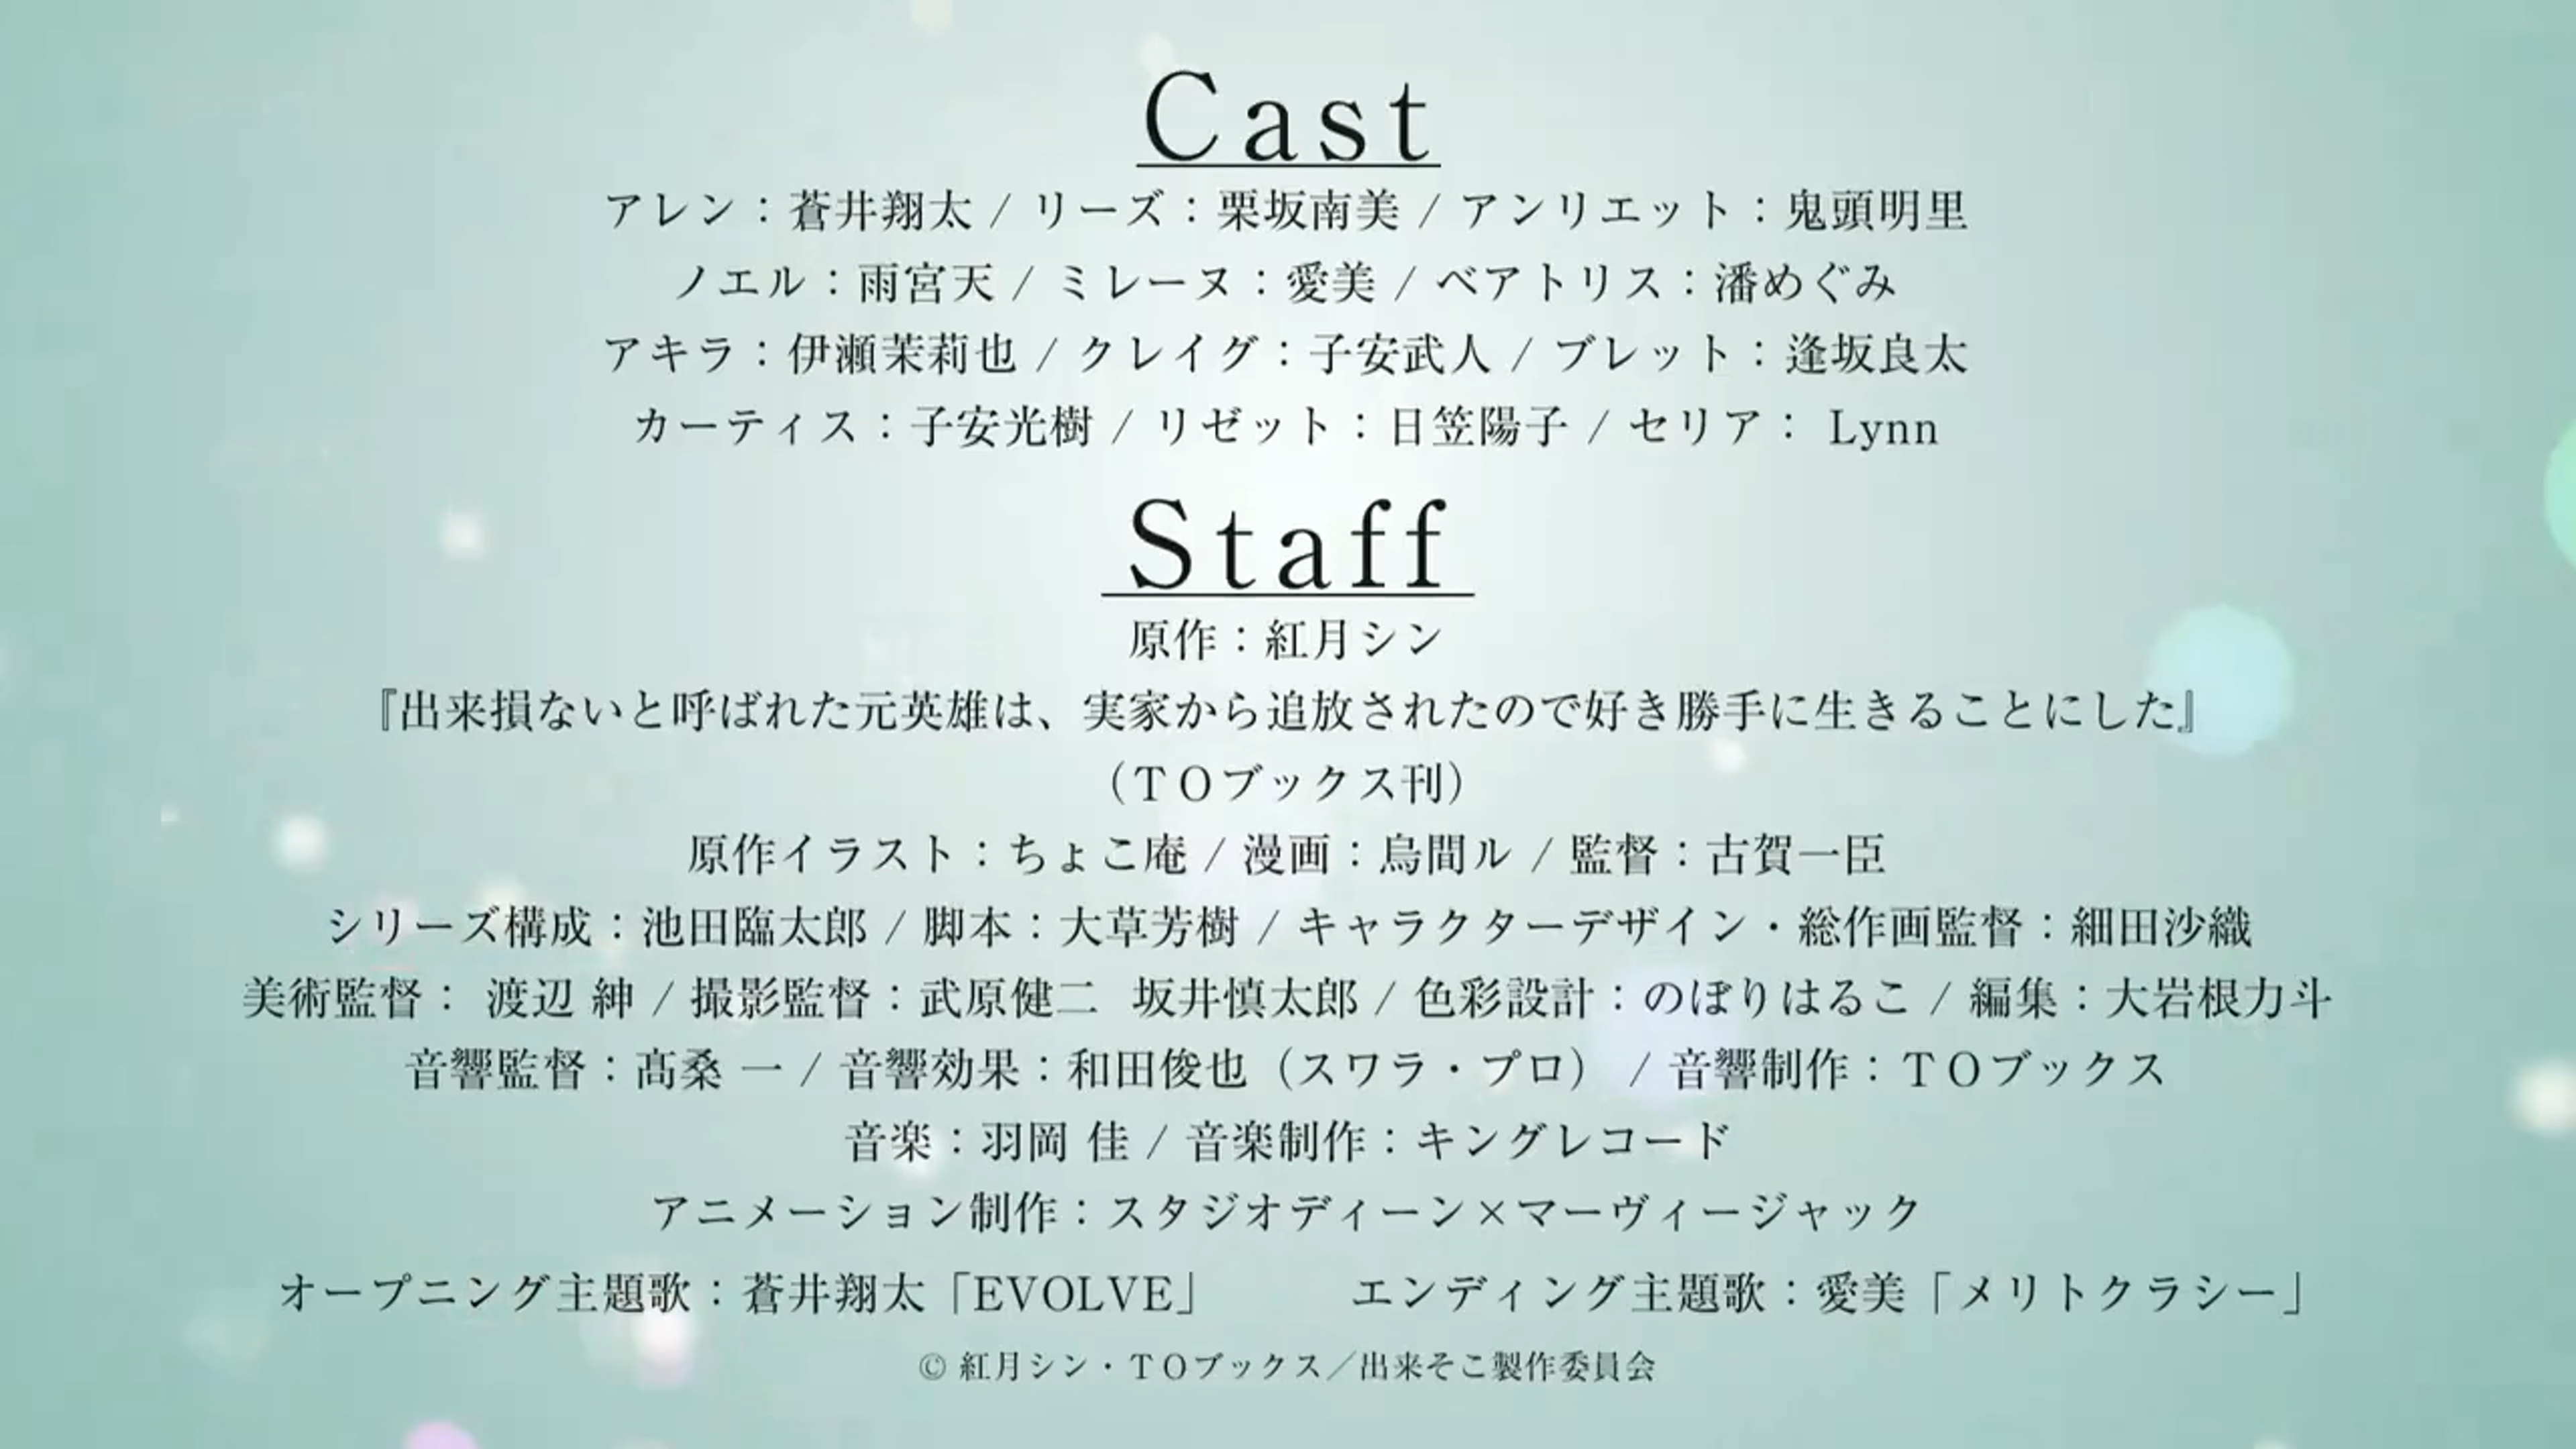 Cast
アレン：蒼井翔太 / リーズ：栗坂南美 / アンリエット：鬼頭明里
ノエル：雨宮天 / ミレーヌ：愛美 / ベアトリス：潘めぐみ
アキラ：伊瀬茉莉也 / クレイグ：子安武人 / ブレット：逢坂良太
カーティス：子安光樹 / リゼット：日笠陽子 / セリア： Lynn
Staff
原作：紅月シン
『出来損ないと呼ばれた元英雄は、実家から追放されたので好き勝手に生きることにした』
（ＴＯブックス刊）
原作イラスト：ちょこ庵 / 漫画：烏間ル / 監督：古賀一臣
シリーズ構成：池田臨太郎 / 脚本：大草芳樹 / キャラクターデザイン・総作画監督：細田沙織
美術監督： 渡辺 紳 / 撮影監督：武原健二 坂井慎太郎 / 色彩設計：のぼりはるこ / 編集：大岩根力斗
音響監督：髙桑 一 / 音響効果：和田俊也（スワラ・プロ） / 音響制作：ＴＯブックス
音楽：羽岡 佳 / 音楽制作：キングレコード
アニメーション制作：スタジオディーン×マーヴィージャック
オープニング主題歌：蒼井翔太「EVOLVE」 エンディング主題歌：愛美「メリトクラシー」
© 紅月シン・ＴＯブックス／出来そこ製作委員会